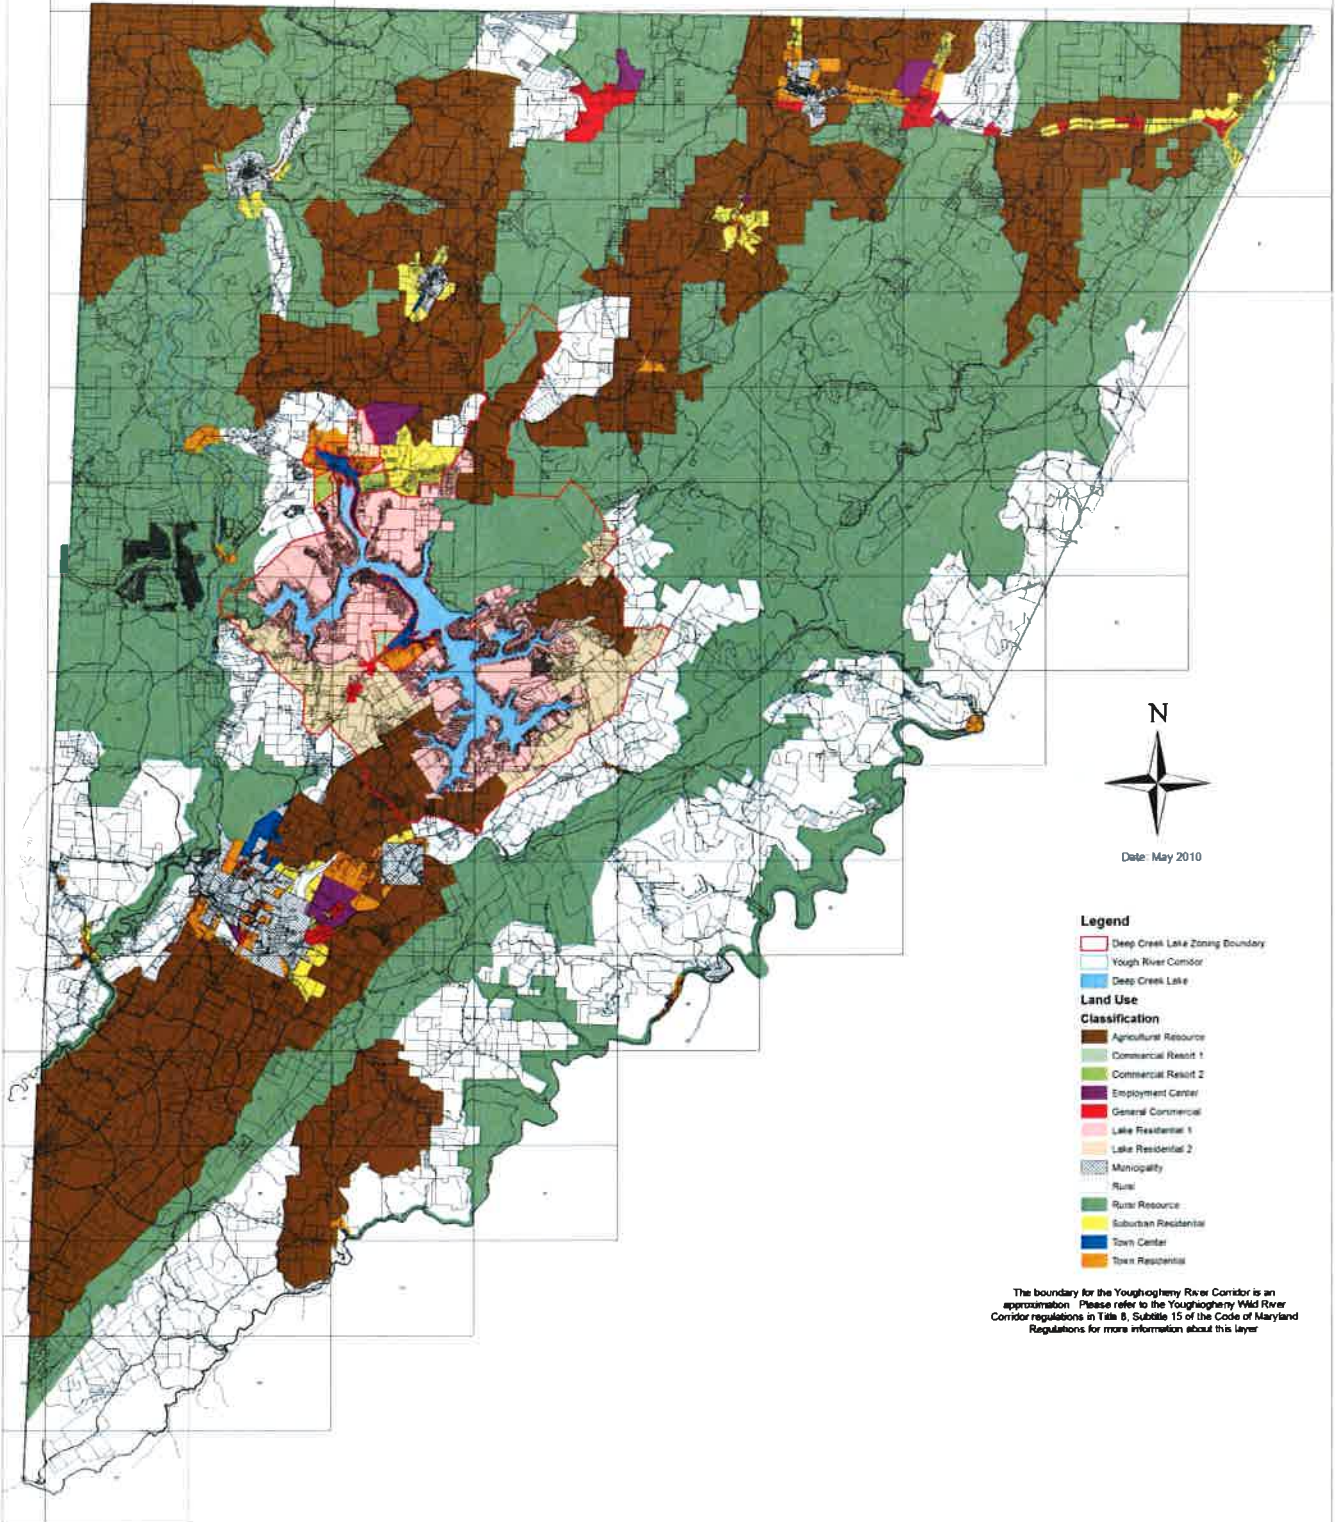 N
Date: May 2010
Legend
Deep Creek Lake Zoning Boundary
Yough River Corridor
Deep Creek Lake
Land Use
Classification
Agricultural Resource
Commercial Resort 1
Commercial Resort 2
Employment Center
General Commercial
Lake Residential 1
Lake Residential 2
Municipality
Rural
Rural Resource
Suburban Residential
Town Center
Town Residential
The boundary for the Youghiogheny River Corridor is an
approximation. Please refer to the Youghiogheny Wild River
Corridor regulations in Title 8, Subtitle 15 of the Code of Maryland
Regulations for more information about this layer